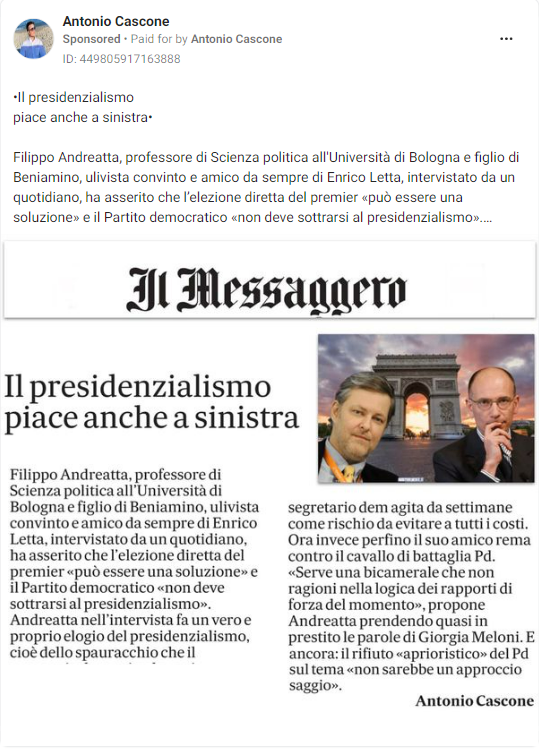 Antonio Cascone
Sponsored • Paid for by Antonio Cascone
ID: 449805917163888
•Il presidenzialismo
piace anche a sinistra•
Filippo Andreatta, professore di Scienza politica all'Università di Bologna e figlio di
Beniamino, ulivista convinto e amico da sempre di Enrico Letta, intervistato da un
quotidiano, ha asserito che l'elezione diretta del premier «può essere una
soluzione» e il Partito democratico «non deve sottrarsi al presidenzialismo»....
Il Messaggero
Il presidenzialismo
piace anche a sinistra
Filippo Andreatta, professore di
Scienza politica all'Università di
Bologna e figlio di Beniamino, ulivista
convinto e amico da sempre di Enrico
Letta, intervistato da un quotidiano,
ha asserito che l'elezione diretta del
premier «può essere una soluzione» e
il Partito democratico «non deve
sottrarsi al presidenzialismo».
Andreatta nell'intervista fa un vero e
proprio elogio del presidenzialismo,
cioè dello spauracchio che il
segretario dem agita da settimane
come rischio da evitare a tutti i costi.
Ora invece perfino il suo amico rema
contro il cavallo di battaglia Pd.
«Serve una bicamerale che non
ragioni nella logica dei rapporti di
forza del momento», propone
Andreatta prendendo quasi in
prestito le parole di Giorgia Meloni. E
ancora: il rifiuto «aprioristico» del Pd
sul tema «non sarebbe un approccio
saggio».
Antonio Cascone